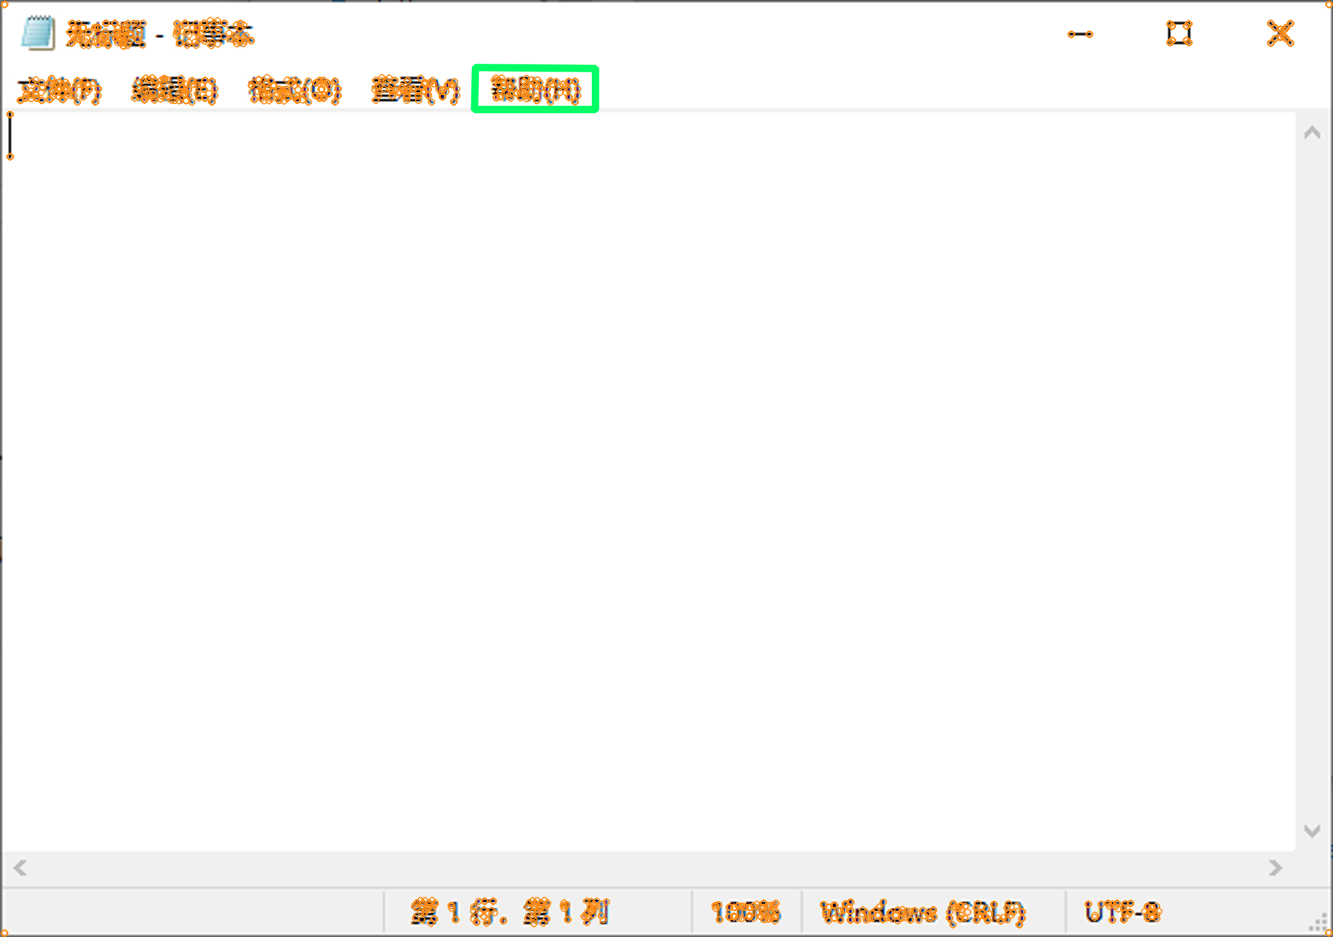 无标题 - 记事本
文件(F) 编辑(E) 格式(O) 查看(V) 帮助(H)
第 1 行，第 1 列 100% Windows (CRLF) UTF-8